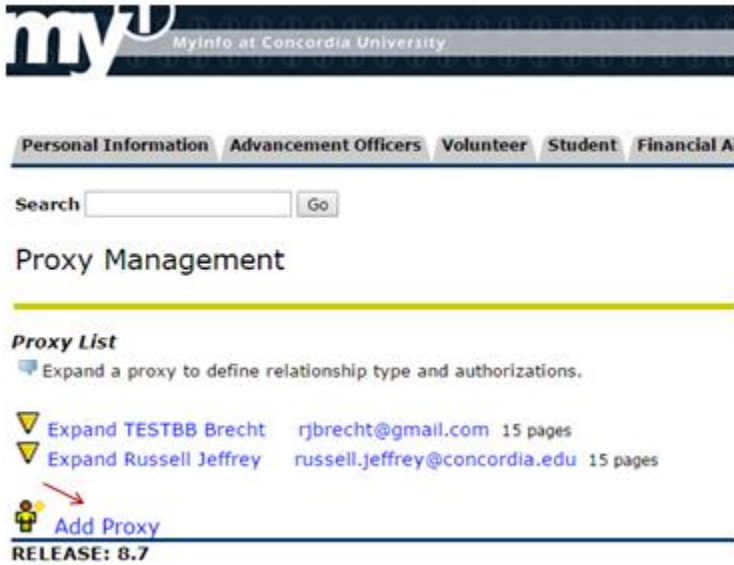 my
MyInfo at Concordia University
Personal Information Advancement Officers Volunteer Student Financial A
Search Go
Proxy Management
Proxy List
Expand a proxy to define relationship type and authorizations.
Expand TESTBB Brecht rjbrecht@gmail.com 15 pages
Expand Russell Jeffrey russell.jeffrey@concordia.edu 15 pages
Add Proxy
RELEASE: 8.7